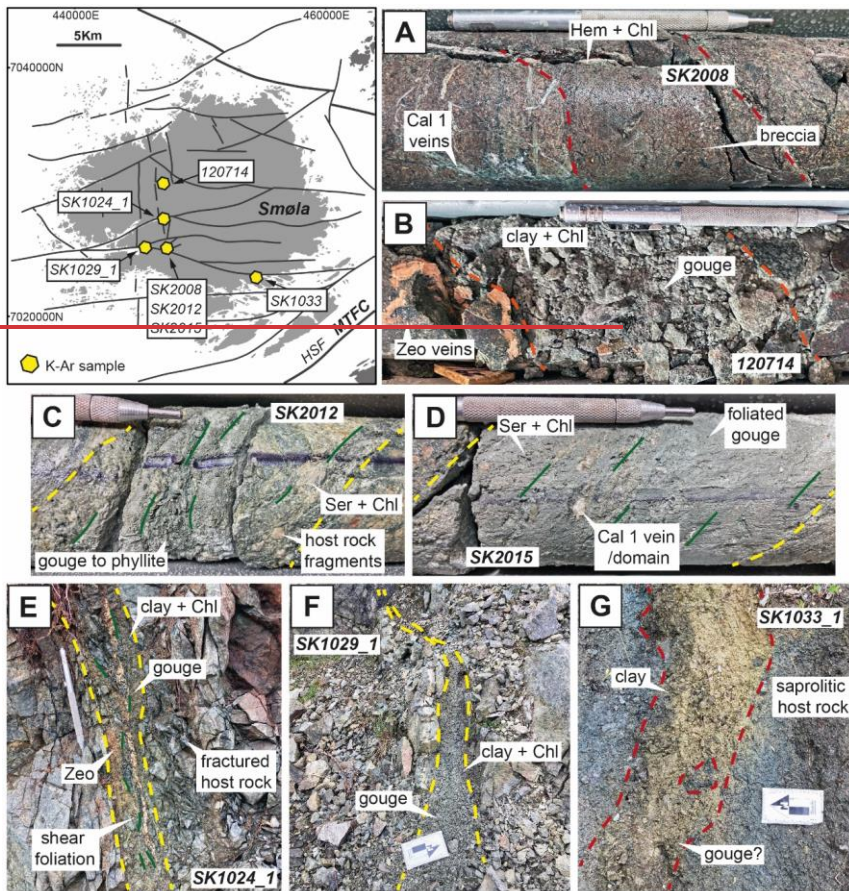 440000E
460000E
5Km
7040000N
120714
SK1024_1
Smøla
SK1029_1
SK2008
SK2012
SK2015
SK1033
7020000N
HSF
MTFC
K-Ar sample
A
Hem + Chl
SK2008
Cal 1
veins
breccia
B
clay + Chl
gouge
Zeo veins
120714
C
SK2012
Ser + Chl
gouge to phyllite
host rock
fragments
D
Ser + Chl
foliated
gouge
Cal 1 vein
/domain
SK2015
E
clay + Chl
gouge
Zeo
fractured
host rock
shear
foliation
SK1024_1
F
SK1029_1
clay + Chl
gouge
G
SK1033_1
clay
saprolitic
host rock
gouge?